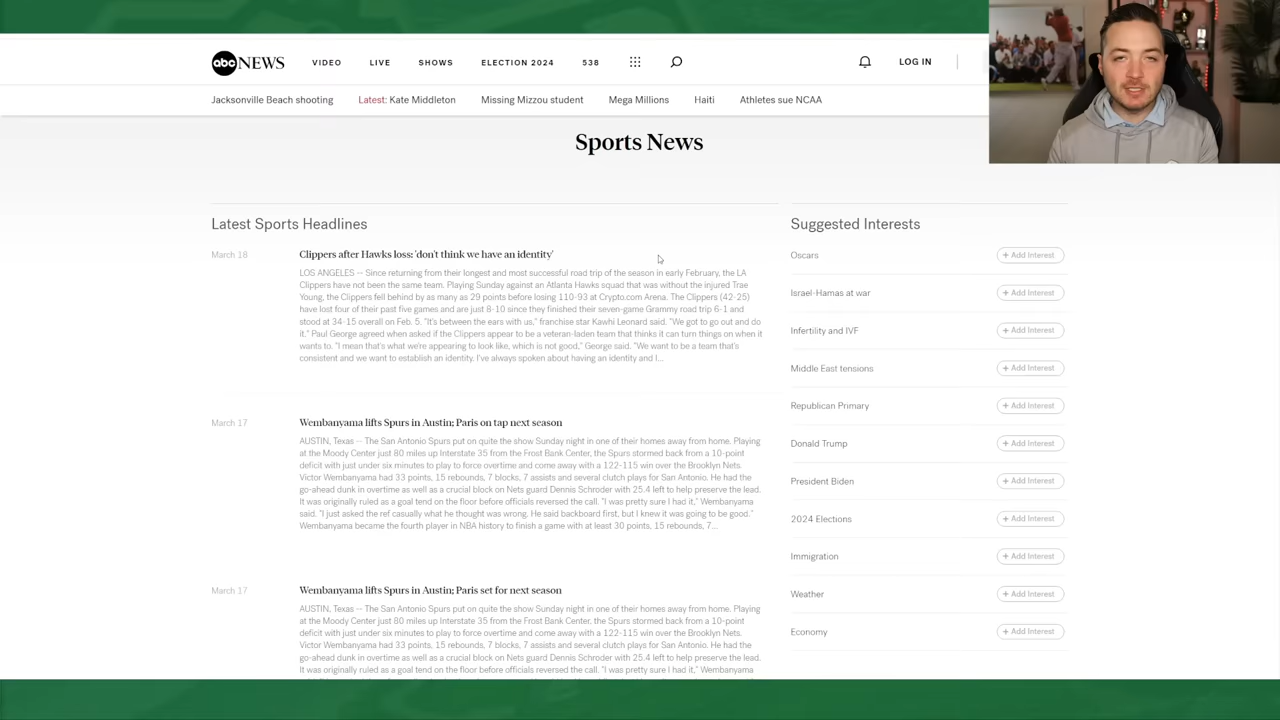 abc NEWS VIDEO LIVE SHOWS ELECTION 2024 538 LOG IN
Jacksonville Beach shooting Latest: Kate Middleton Missing Mizzou student Mega Millions Haiti Athletes sue NCAA
Sports News
Latest Sports Headlines
March 18
Clippers after Hawks loss: 'don't think we have an identity'
LOS ANGELES -- Since returning from their longest and most successful road trip of the season in early February, the LA
Clippers have not been the same team. Playing Sunday against an Atlanta Hawks squad that was without the injured Trae
Young, the Clippers fell behind by as many as 29 points before losing 110-93 at Crypto.com Arena. The Clippers (42-25)
have lost four of their past five games and are just 8-10 since they finished their seven-game Grammy road trip 6-1 and
stood at 34-15 overall on Feb. 5. "It's between the ears with us," franchise star Kawhi Leonard said. "We got to go out and do
it." Paul George agreed when asked if the Clippers appear to be a veteran-laden team that thinks it can turn things on when it
wants to. "I mean that's what we're appearing to look like, which is not good," George said. "We want to be a team that's
consistent and we want to establish an identity. I've always spoken about having an identity and I...
March 17
Wembanyama lifts Spurs in Austin; Paris on tap next season
AUSTIN, Texas -- The San Antonio Spurs put on quite the show Sunday night in one of their homes away from home. Playing
at the Moody Center just 80 miles up Interstate 35 from the Frost Bank Center, the Spurs stormed back from a 10-point
deficit with just under six minutes to play to force overtime and come away with a 122-115 win over the Brooklyn Nets.
Victor Wembanyama had 33 points, 15 rebounds, 7 blocks, 7 assists and several clutch plays for San Antonio. He had the
go-ahead dunk in overtime as well as a crucial block on Nets guard Dennis Schroder with 25.4 left to help preserve the lead.
It was originally ruled as a goal tend on the floor before officials reversed the call. "I was pretty sure I had it," Wembanyama
said. "I just asked the ref casually what he thought was wrong. He said backboard first, but I knew it was going to be good."
Wembanyama became the fourth player in NBA history to finish a game with at least 30 points, 15 rebounds, 7...
March 17
Wembanyama lifts Spurs in Austin; Paris set for next season
AUSTIN, Texas -- The San Antonio Spurs put on quite the show Sunday night in one of their homes away from home. Playing
at the Moody Center just 80 miles up Interstate 35 from the Frost Bank Center, the Spurs stormed back from a 10-point
deficit with just under six minutes to play to force overtime and come away with a 122-115 win over the Brooklyn Nets.
Victor Wembanyama had 33 points, 15 rebounds, 7 blocks, 7 assists and several clutch plays for San Antonio. He had the
go-ahead dunk in overtime as well as a crucial block on Nets guard Dennis Schroder with 25.4 left to help preserve the lead.
It was originally ruled as a goal tend on the floor before officials reversed the call. "I was pretty sure I had it," Wembanyama
Suggested Interests
Oscars + Add Interest
Israel-Hamas at war + Add Interest
Infertility and IVF + Add Interest
Middle East tensions + Add Interest
Republican Primary + Add Interest
Donald Trump + Add Interest
President Biden + Add Interest
2024 Elections + Add Interest
Immigration + Add Interest
Weather + Add Interest
Economy + Add Interest